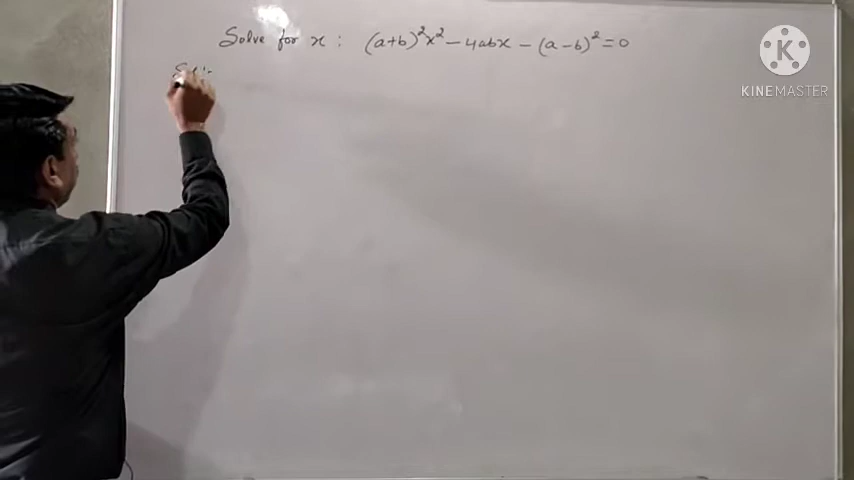 Solve for x : (a+b)²x² - 4abx - (a-b)² = 0
K
KINEMASTER